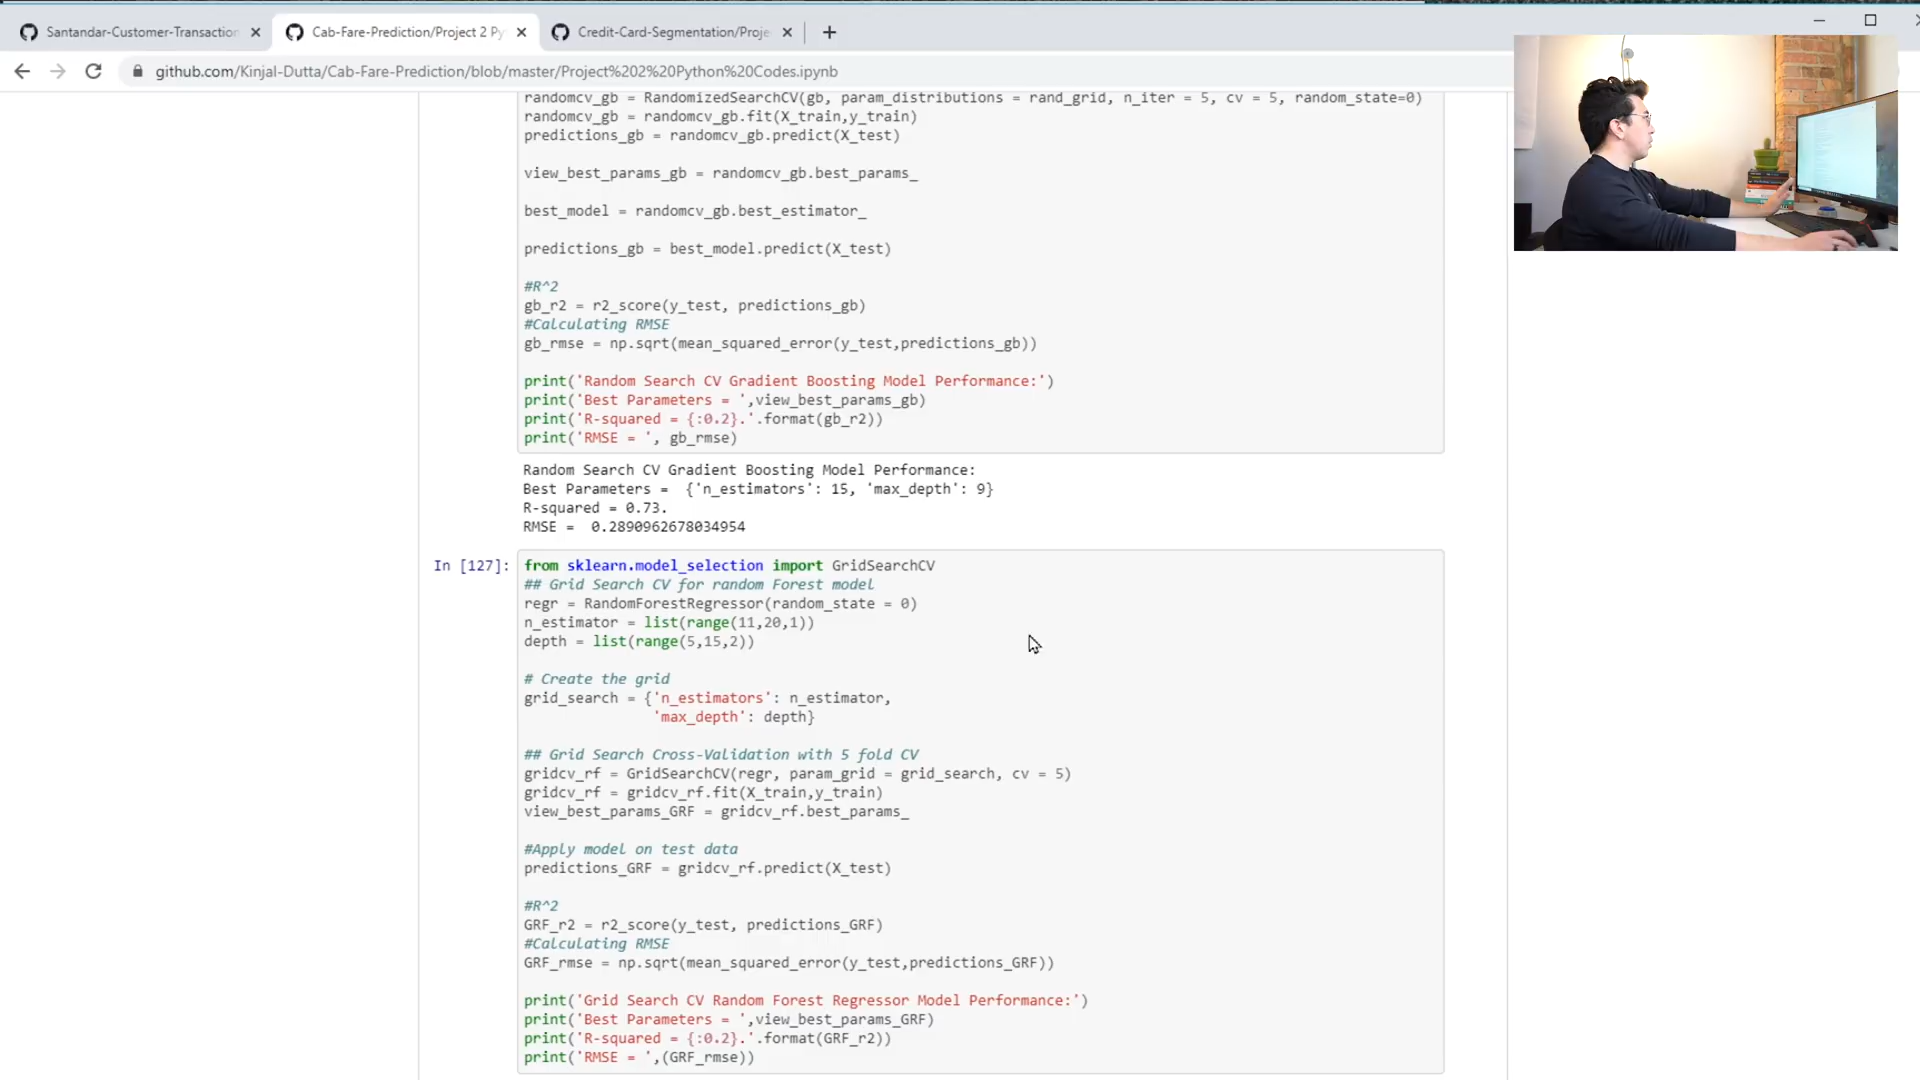 Santandar-Customer-Transaction
Cab-Fare-Prediction/Project 2 Py
Credit-Card-Segmentation/Proje
github.com/Kinjal-Dutta/Cab-Fare-Prediction/blob/master/Project%202%20Python%20Codes.ipynb
randomcv_gb = RandomizedSearchCV(gb, param_distributions = rand_grid, n_iter = 5, cv = 5, random_state=0)
randomcv_gb = randomcv_gb.fit(X_train,y_train)
predictions_gb = randomcv_gb.predict(X_test)
view_best_params_gb = randomcv_gb.best_params_
best_model = randomcv_gb.best_estimator_
predictions_gb = best_model.predict(X_test)
#R^2
gb_r2 = r2_score(y_test, predictions_gb)
#Calculating RMSE
gb_rmse = np.sqrt(mean_squared_error(y_test,predictions_gb))
print('Random Search CV Gradient Boosting Model Performance:')
print('Best Parameters = ',view_best_params_gb)
print('R-squared = {:0.2}.'.format(gb_r2))
print('RMSE = ', gb_rmse)
Random Search CV Gradient Boosting Model Performance:
Best Parameters =  {'n_estimators': 15, 'max_depth': 9}
R-squared = 0.73.
RMSE =  0.2890962678034954
In [127]: from sklearn.model_selection import GridSearchCV
## Grid Search CV for random Forest model
regr = RandomForestRegressor(random_state = 0)
n_estimator = list(range(11,20,1))
depth = list(range(5,15,2))
# Create the grid
grid_search = {'n_estimators': n_estimator,
'max_depth': depth}
## Grid Search Cross-Validation with 5 fold CV
gridcv_rf = GridSearchCV(regr, param_grid = grid_search, cv = 5)
gridcv_rf = gridcv_rf.fit(X_train,y_train)
view_best_params_GRF = gridcv_rf.best_params_
#Apply model on test data
predictions_GRF = gridcv_rf.predict(X_test)
#R^2
GRF_r2 = r2_score(y_test, predictions_GRF)
#Calculating RMSE
GRF_rmse = np.sqrt(mean_squared_error(y_test,predictions_GRF))
print('Grid Search CV Random Forest Regressor Model Performance:')
print('Best Parameters = ',view_best_params_GRF)
print('R-squared = {:0.2}.'.format(GRF_r2))
print('RMSE = ',(GRF_rmse))